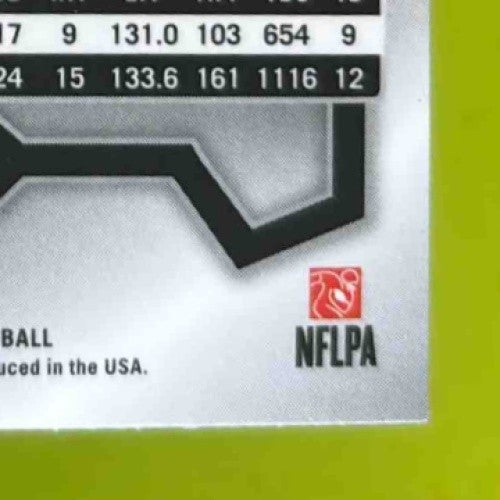 17 9 131.0 103 654 9
24 15 133.6 161 1116 12
NFLPA
BALL
uced in the USA.